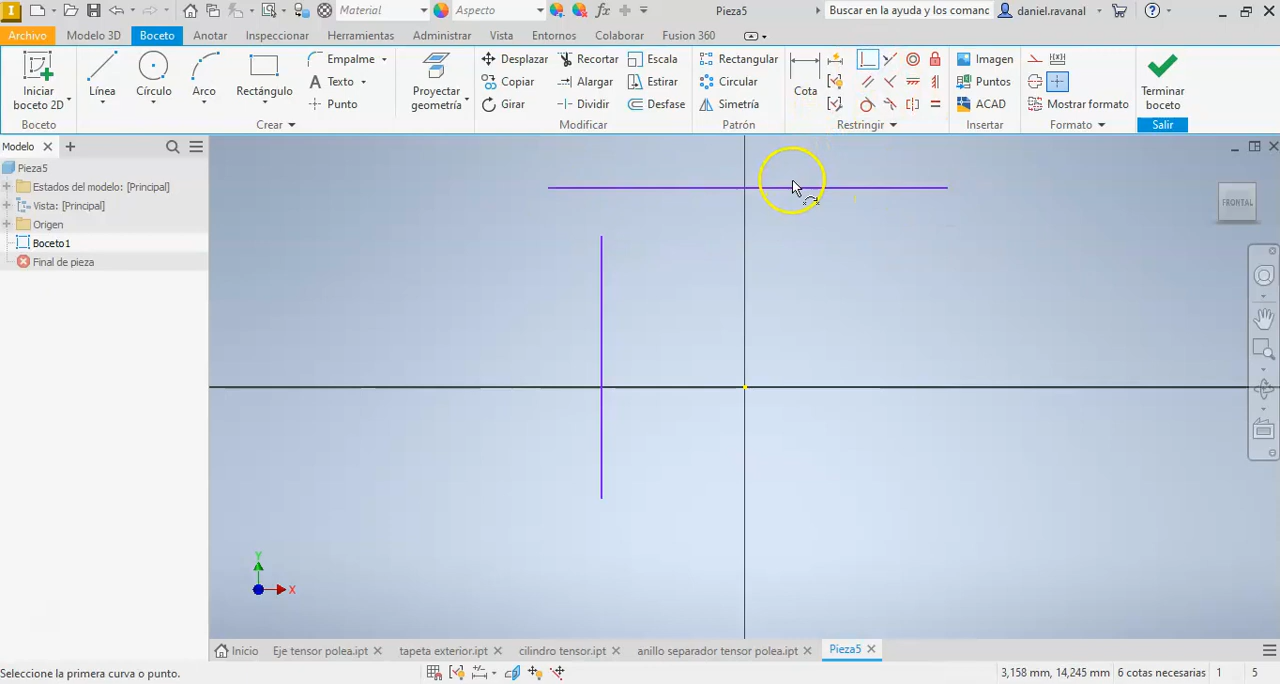 Material Aspecto Pieza5 Buscar en la ayuda y los comanc daniel.ravanal
Archivo Modelo 3D Boceto Anotar Inspeccionar Herramientas Administrar Vista Entornos Colaborar Fusion 360
Iniciar boceto 2D Línea Círculo Arco Rectángulo Empalme Texto Punto Proyectar geometría Desplazar Copiar Girar Recortar Alargar Dividir Escala Estirar Desfase Rectangular Circular Simetría Cota Imagen Puntos ACAD Mostrar formato Terminar boceto
Boceto Crear Modificar Patrón Restringir Insertar Formato Salir
Modelo
Pieza5
Estados del modelo: [Principal]
Vista: [Principal]
Origen
Boceto1
Final de pieza
FRONTAL
Y
X
Inicio Eje tensor polea.ipt tapeta exterior.ipt cilindro tensor.ipt anillo separador tensor polea.ipt Pieza5
Seleccione la primera curva o punto. 3,158 mm, 14,245 mm 6 cotas necesarias 1 5